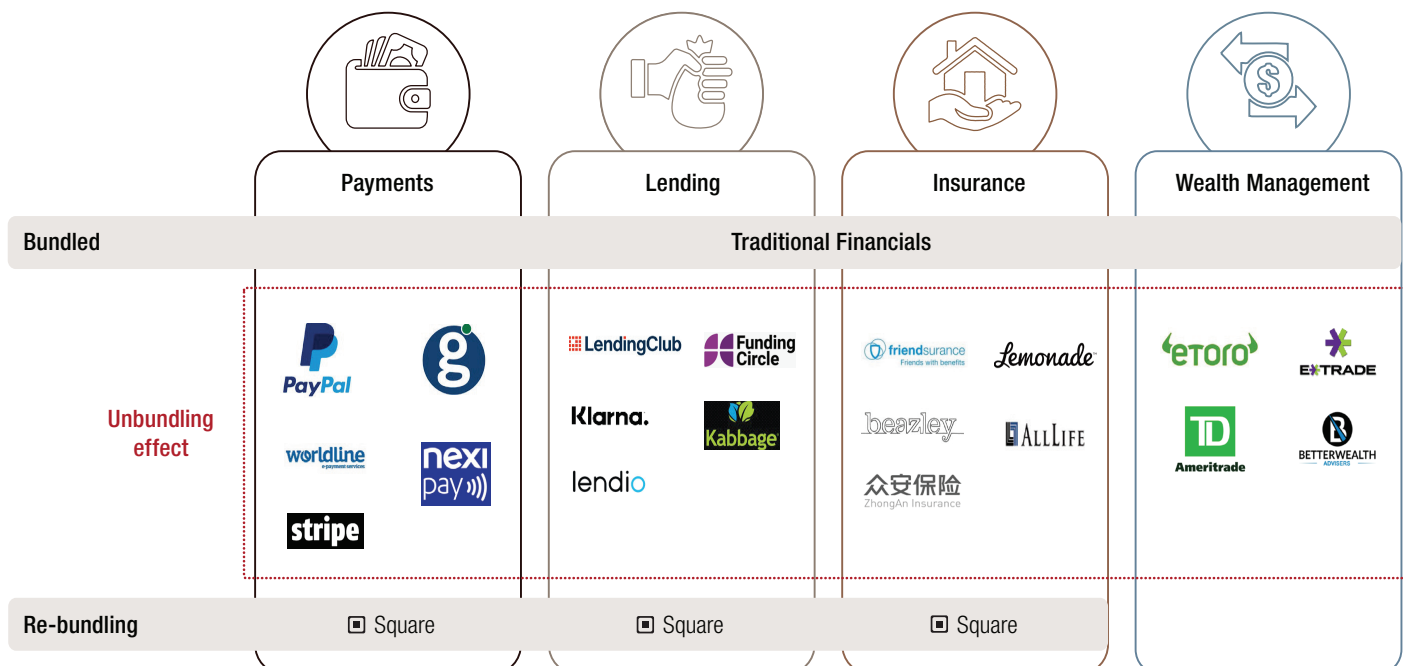 $
Payments
Lending
Insurance
Wealth Management
Bundled
Traditional Financials
Unbundling
effect
PayPal
g
worldline
e-payment services
nexi
pay
stripe
LendingClub
Funding
Circle
Klarna.
Kabbage
lendio
friendsurance
Friends with benefits
Lemonade
beazley
ALLLIFE
众安保险
ZhongAn Insurance
eToro
E*TRADE
TD
Ameritrade
B
BETTERWEALTH
ADVISERS
Re-bundling
Square
Square
Square